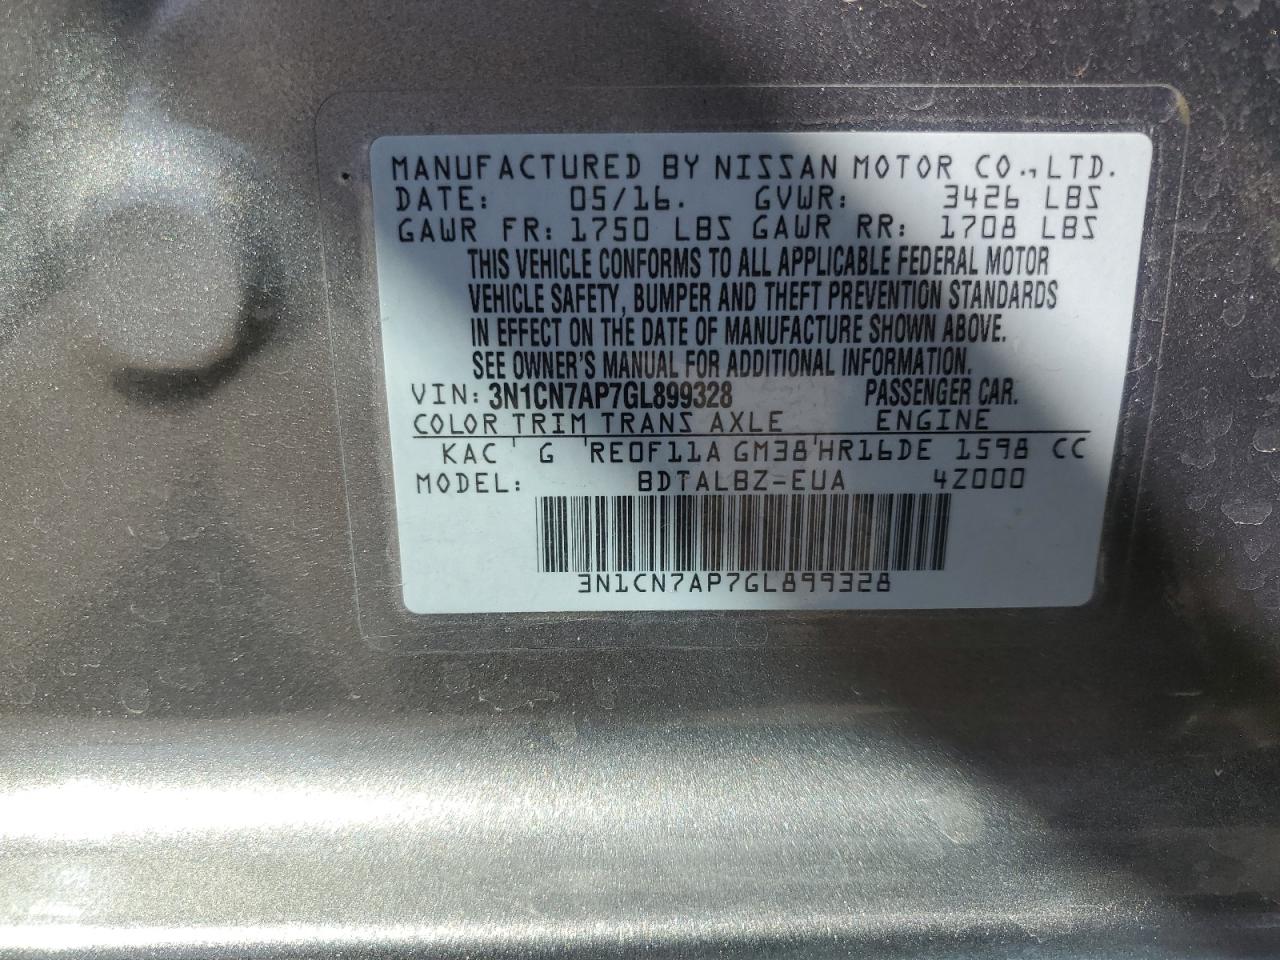 MANUFACTURED BY NISSAN MOTOR CO.,LTD.
DATE: 05/16. GVWR: 3426 LBS
GAWR FR: 1750 LBS GAWR RR: 1708 LBS
THIS VEHICLE CONFORMS TO ALL APPLICABLE FEDERAL MOTOR
VEHICLE SAFETY, BUMPER AND THEFT PREVENTION STANDARDS
IN EFFECT ON THE DATE OF MANUFACTURE SHOWN ABOVE.
SEE OWNER'S MANUAL FOR ADDITIONAL INFORMATION.
VIN: 3N1CN7AP7GL899328 PASSENGER CAR.
COLOR TRIM TRANS AXLE ENGINE
KAC G RE0F11A GM38 HR16DE 1598 CC
MODEL: BDTALBZ-EUA 4Z000
3N1CN7AP7GL899328